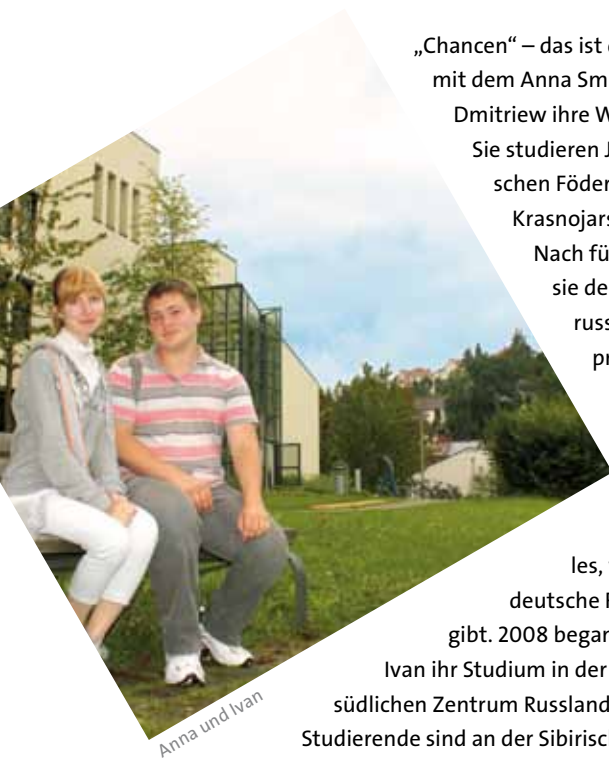 „Chancen“ – das ist
mit dem Anna Sm
Dmitriew ihre W
Sie studieren J
schen Föder
Krasnojars
Nach fü
sie de
russ
pr
les,
deutsche
gibt. 2008 began
Ivan ihr Studium in der
südlichen Zentrum Russland
Studierende sind an der Sibirisc
Anna und Ivan